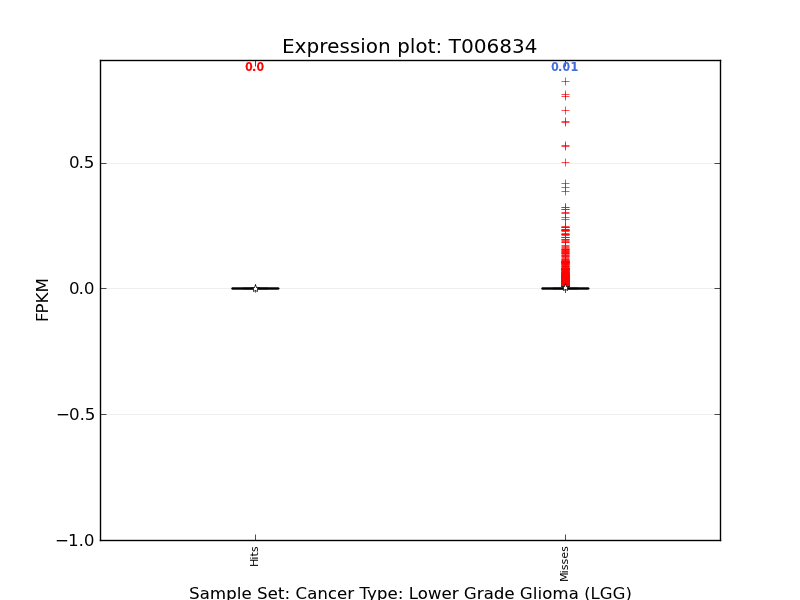 Expression plot: T006834
0.0
0.01
0.5
0.0
−0.5
−1.0
FPKM
Hits
Misses
Sample Set: Cancer Type: Lower Grade Glioma (LGG)